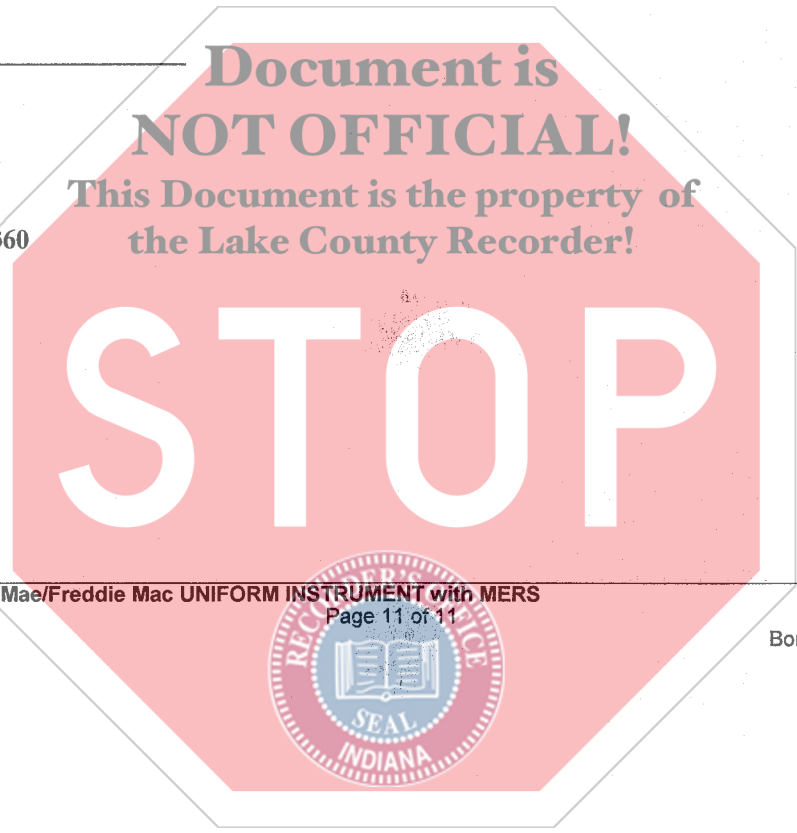 Document is
NOT OFFICIAL!
This Document is the property of
the Lake County Recorder!
60
STOP
Mae/Freddie Mac UNIFORM INSTRUMENT with MERS
Page 11 of 11
RECORDER'S OFFICE
SEAL
INDIANA